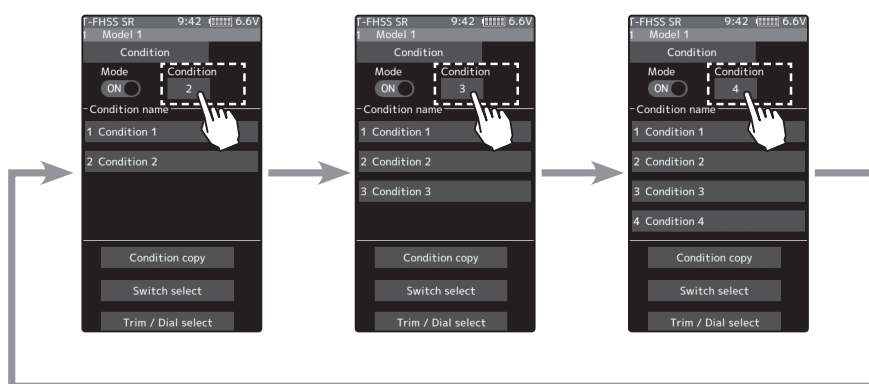 T-FHSS SR 9:42 6.6V
1 Model 1
Condition
Mode Condition
ON 2
Condition name
1 Condition 1
2 Condition 2
Condition copy
Switch select
Trim / Dial select
T-FHSS SR 9:42 6.6V
1 Model 1
Condition
Mode Condition
ON 3
Condition name
1 Condition 1
2 Condition 2
3 Condition 3
Condition copy
Switch select
Trim / Dial select
T-FHSS SR 9:42 6.6V
1 Model 1
Condition
Mode Condition
ON 4
Condition name
1 Condition 1
2 Condition 2
3 Condition 3
4 Condition 4
Condition copy
Switch select
Trim / Dial select